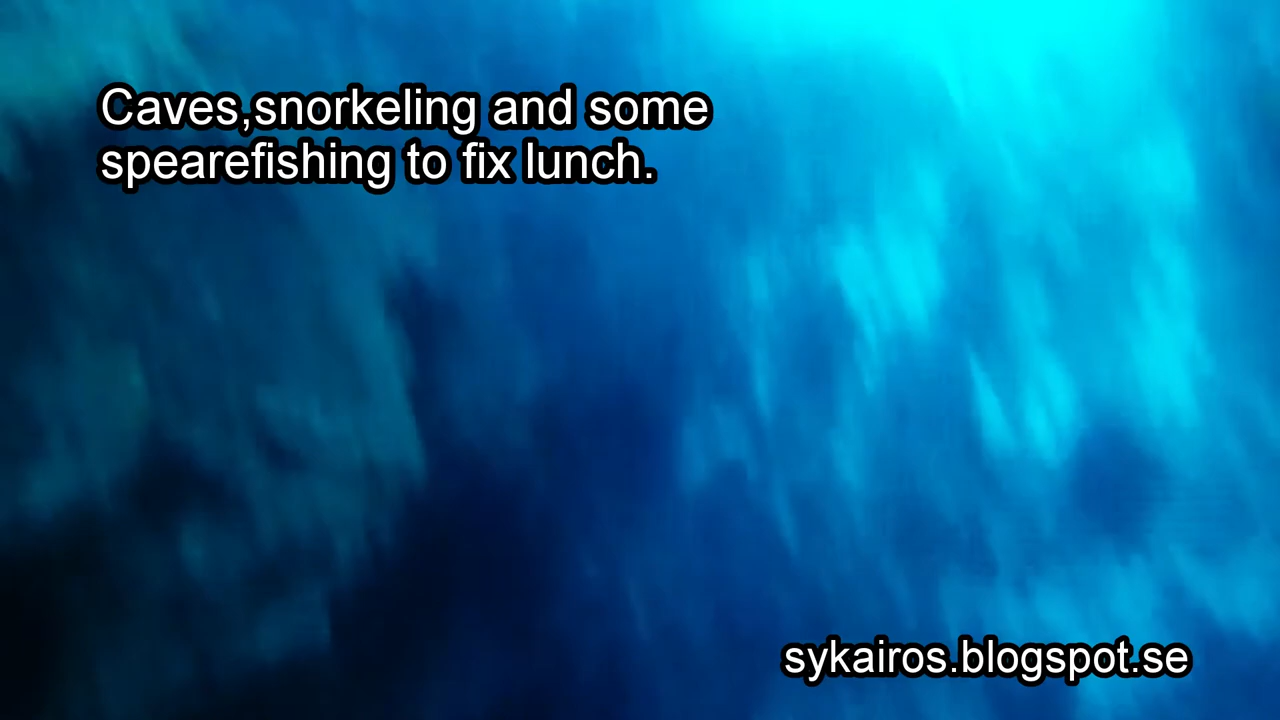 Caves,snorkeling and some
spearefishing to fix lunch.
sykairos.blogspot.se